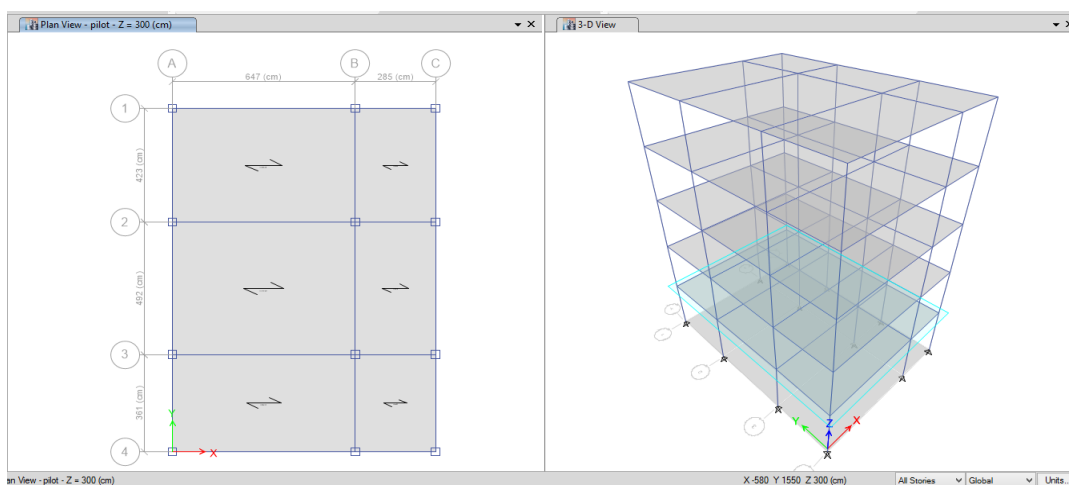 Plan View - pilot - Z = 300 (cm)
A
B
C
647 (cm)
285 (cm)
1
423 (cm)
2
492 (cm)
3
361 (cm)
Y
X
4
3-D View
Y
Z
X
an View - pilot - Z = 300 (cm)
X -580 Y 1550 Z 300 (cm)
All Stories
Global
Units...